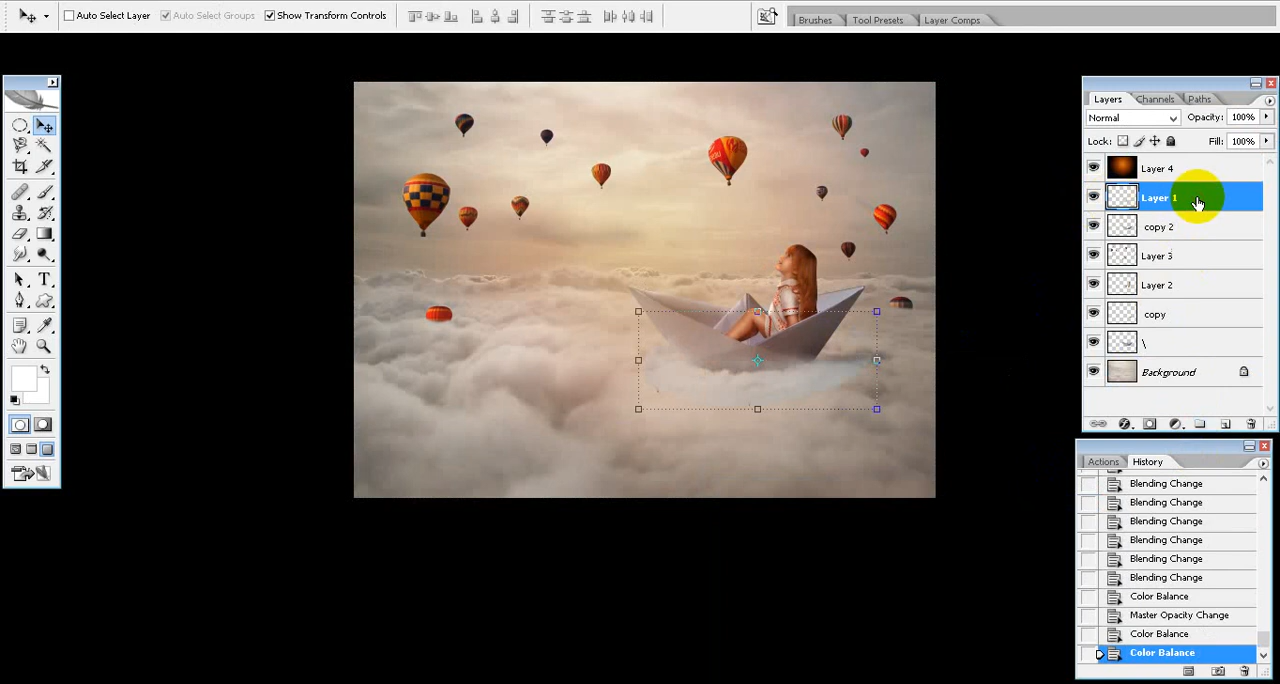 Auto Select Layer Auto Select Groups Show Transform Controls Brushes Tool Presets Layer Comps
Layers Channels Paths
Normal Opacity: 100%
Lock: Fill: 100%
Layer 4
Layer 1
copy 2
Layer 3
Layer 2
copy
\
Background
T
Actions History
Blending Change
Blending Change
Blending Change
Blending Change
Blending Change
Blending Change
Color Balance
Master Opacity Change
Color Balance
Color Balance